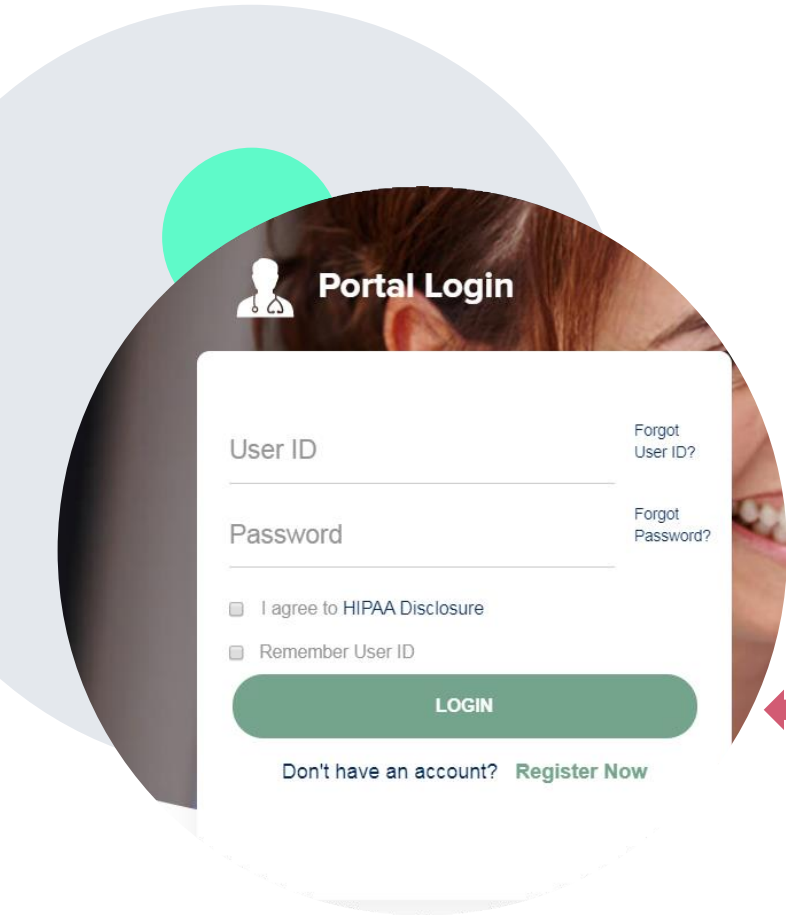 Portal Login
User ID
Forgot
User ID?
Password
Forgot
Password?
I agree to HIPAA Disclosure
Remember User ID
LOGIN
Don't have an account? Register Now